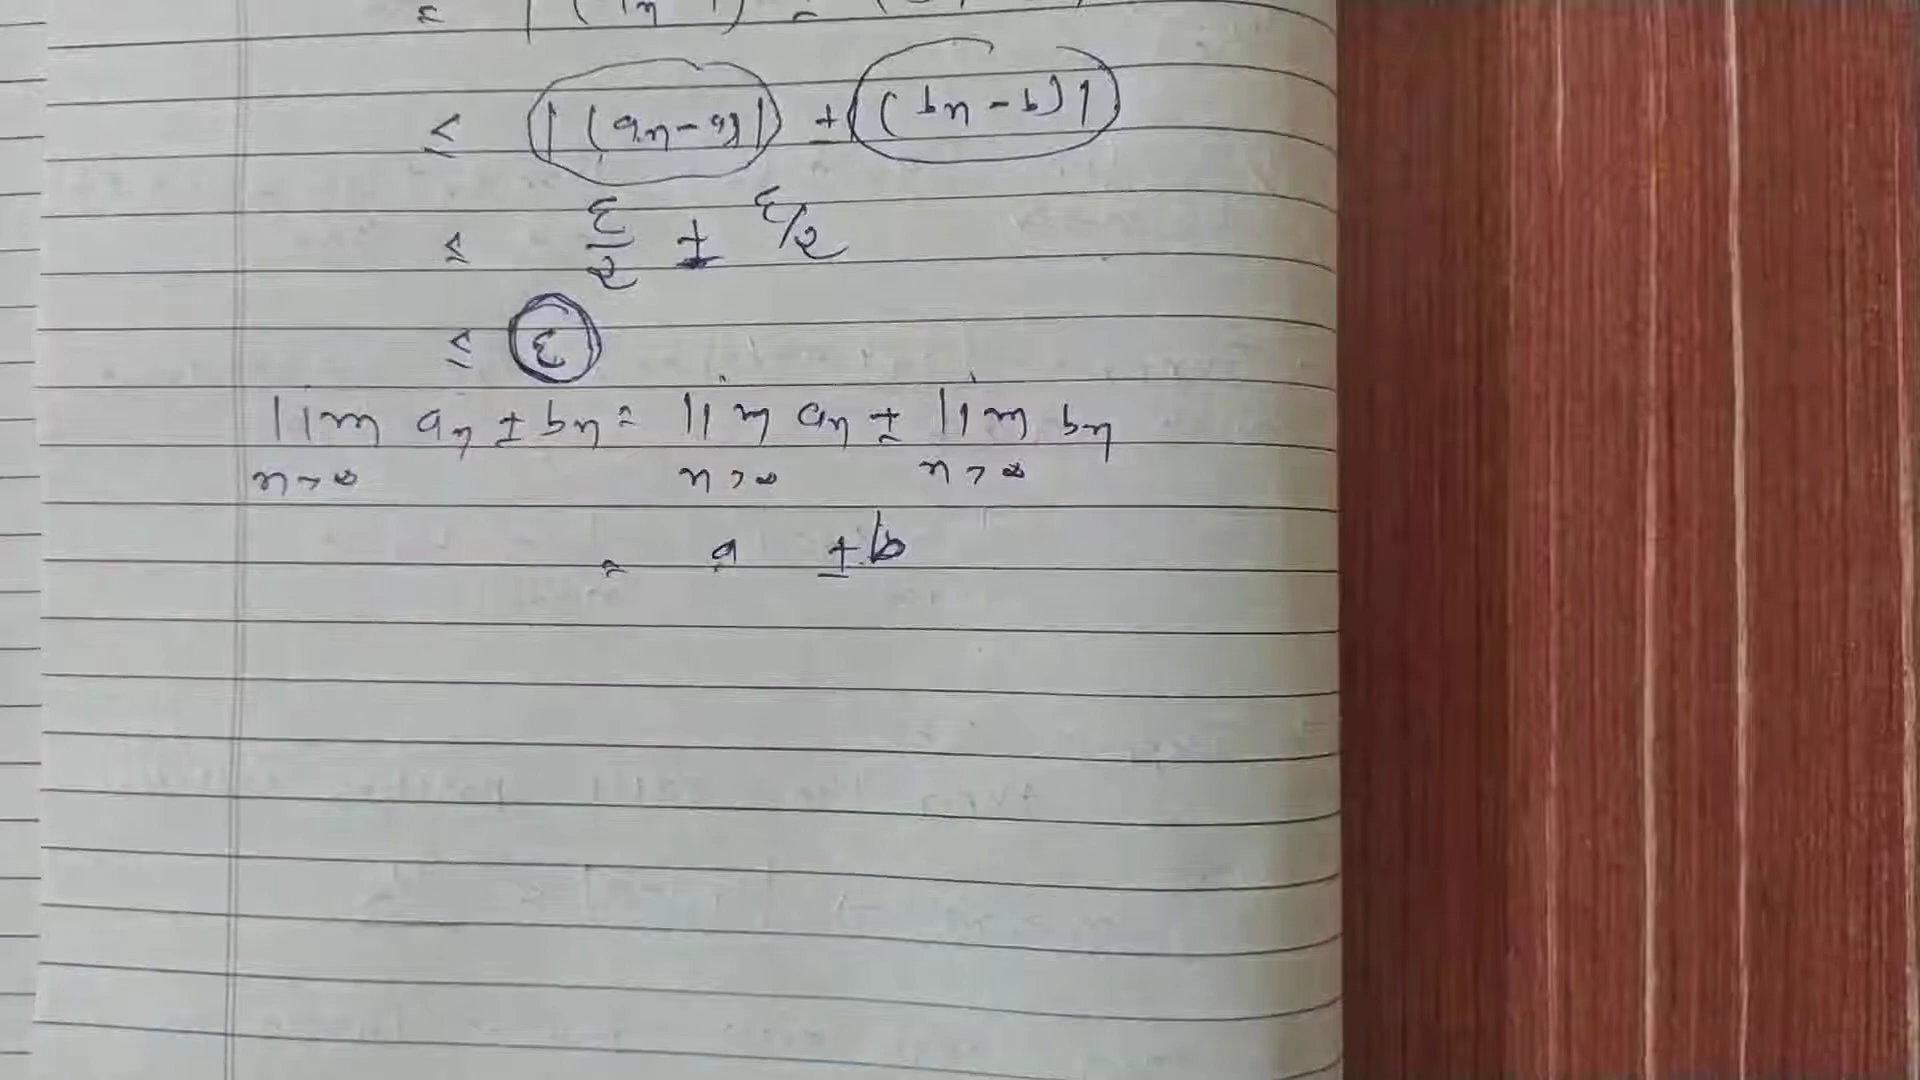 ≤ |(an-a)| ± |(bn-b)|
≤ ε/2 ± ε/2
≤ ε
lim an ± bn = lim an ± lim bn
n→∞ n→∞ n→∞
= a ± b